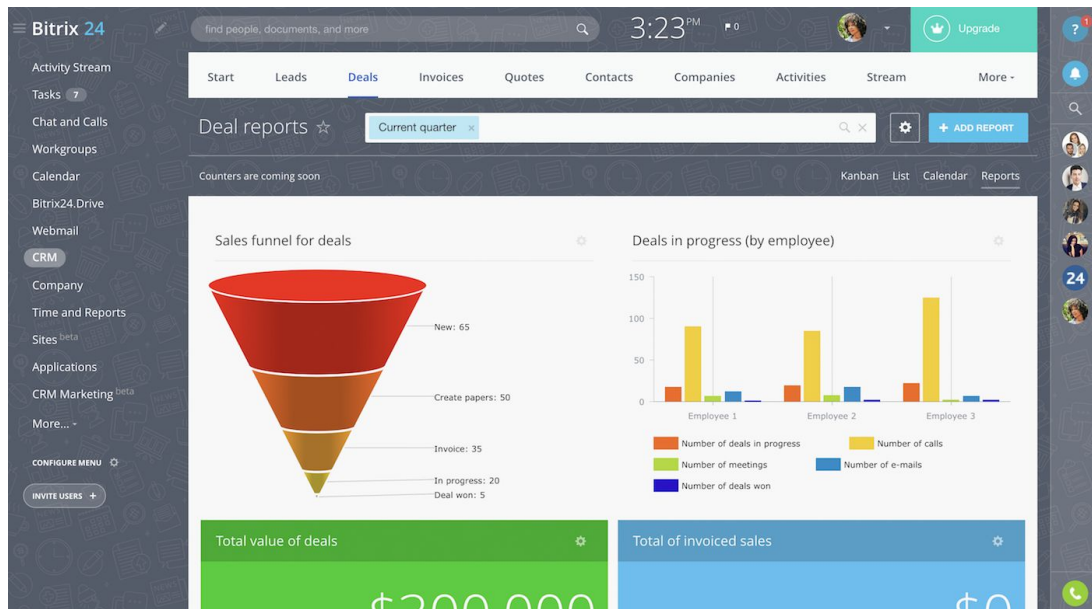 Bitrix 24
find people, documents, and more
3:23 PM
0
Upgrade
?
1
Activity Stream
Tasks 7
Chat and Calls
Workgroups
Calendar
Bitrix24.Drive
Webmail
CRM
Company
Time and Reports
Sites beta
Applications
CRM Marketing beta
More...
CONFIGURE MENU
INVITE USERS +
Start Leads Deals Invoices Quotes Contacts Companies Activities Stream More
Deal reports
Current quarter ×
+ ADD REPORT
Counters are coming soon
Kanban List Calendar Reports
Sales funnel for deals
New: 65
Create papers: 50
Invoice: 35
In progress: 20
Deal won: 5
Deals in progress (by employee)
150
100
50
0
Employee 1 Employee 2 Employee 3
Number of deals in progress Number of calls
Number of meetings Number of e-mails
Number of deals won
Total value of deals
Total of invoiced sales
$0
24